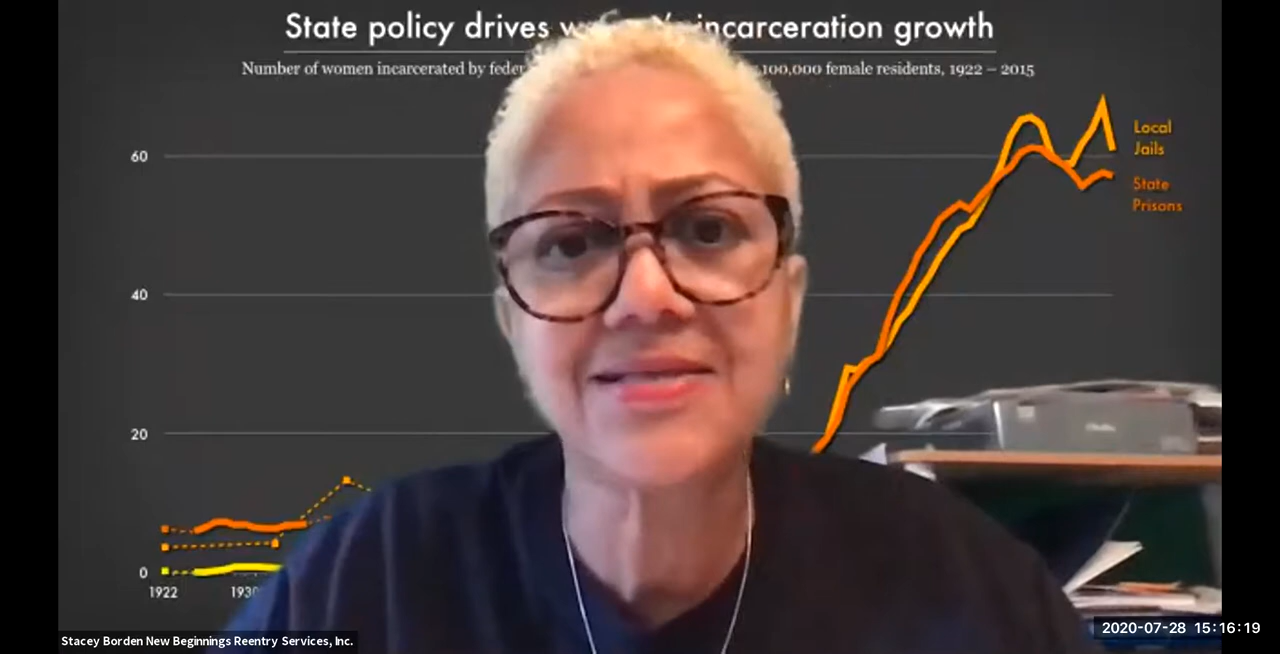 State policy drives incarceration growth
Number of women incarcerated by 100,000 female residents, 1922 – 2015
60
40
20
0
1922
Local
Jails
State
Prisons
Stacey Borden New Beginnings Reentry Services, Inc.
2020-07-28 15:16:19